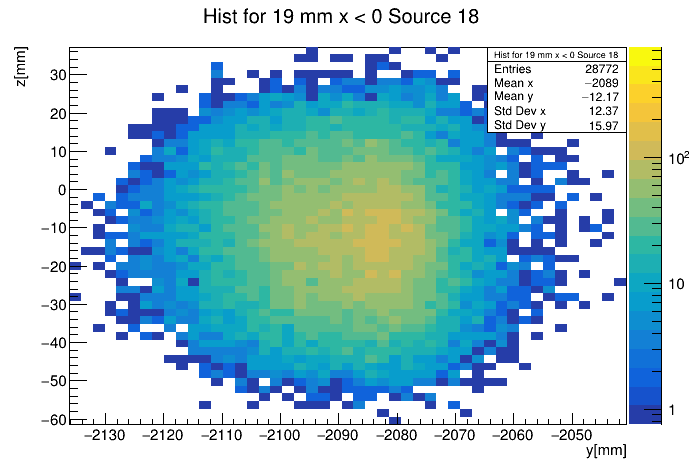 Hist for 19 mm x < 0 Source 18
z[mm]
Hist for 19 mm x < 0 Source 18
Entries 28772
Mean x −2089
Mean y −12.17
Std Dev x 12.37
Std Dev y 15.97
30
20
10
0
−10
−20
−30
−40
−50
−60
10²
10
1
−2130 −2120 −2110 −2100 −2090 −2080 −2070 −2060 −2050
y[mm]